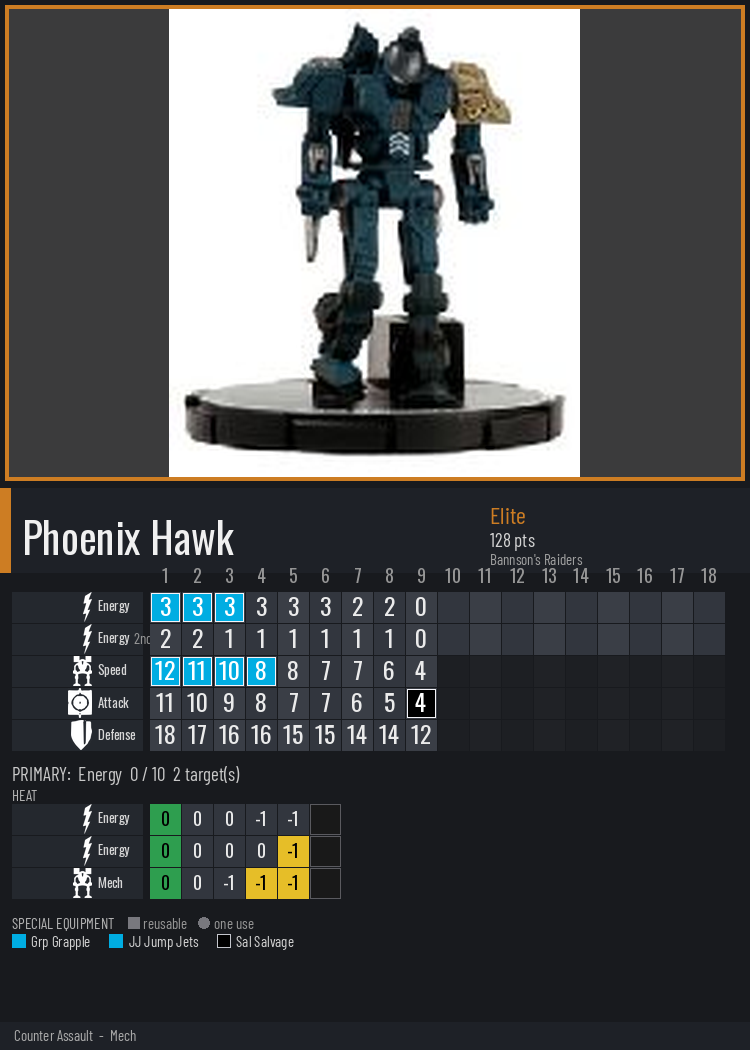 Phoenix Hawk
Elite
128 pts
Bannson's Raiders
1 2 3 4 5 6 7 8 9 10 11 12 13 14 15 16 17 18
Energy 3 3 3 3 3 3 2 2 0
Energy 2nd 2 2 1 1 1 1 1 1 0
Speed 12 11 10 8 8 7 7 6 4
Attack 11 10 9 8 7 7 6 5 4
Defense 18 17 16 16 15 15 14 14 12
PRIMARY: Energy 0 / 10 2 target(s)
HEAT
Energy 0 0 0 -1 -1
Energy 0 0 0 0 -1
Mech 0 0 -1 -1 -1
SPECIAL EQUIPMENT reusable one use
Grp Grapple JJ Jump Jets Sal Salvage
Counter Assault - Mech